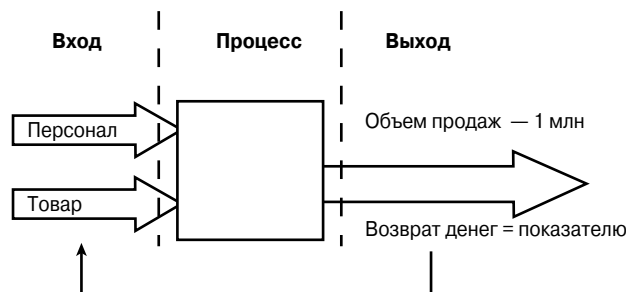 Вход
Процесс
Выход
Персонал
Объем продаж — 1 млн
Товар
Возврат денег = показателю